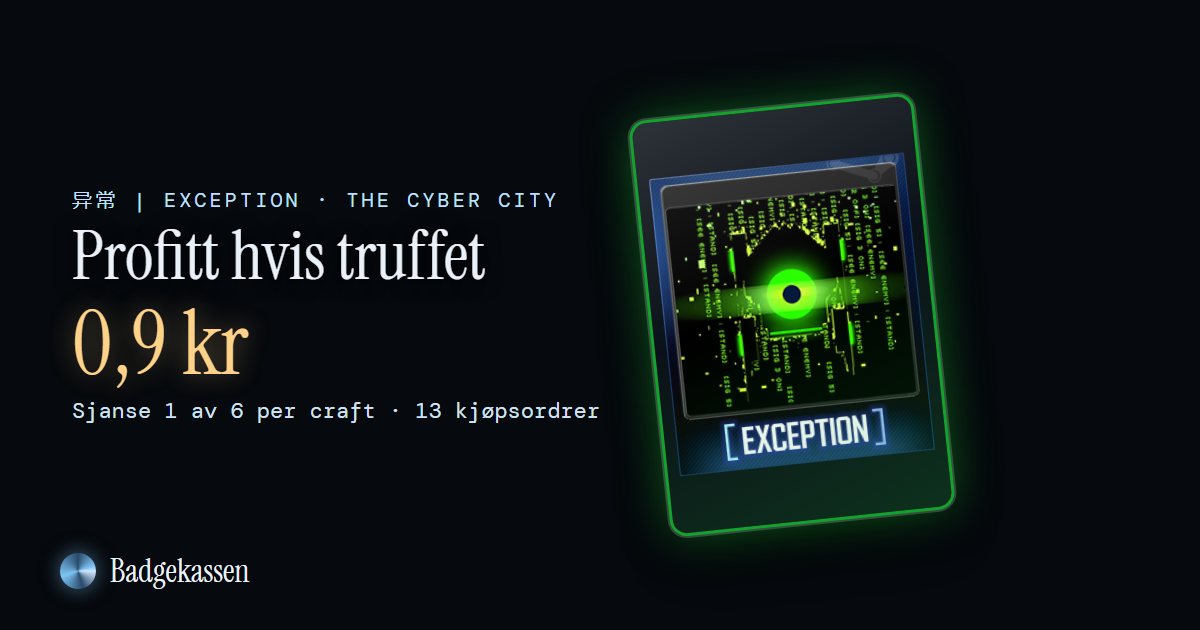 异常 | EXCEPTION · THE CYBER CITY
Profitt hvis truffet
0,9 kr
Sjanse 1 av 6 per craft · 13 kjøpsordrer
[EXCEPTION]
Badgekassen